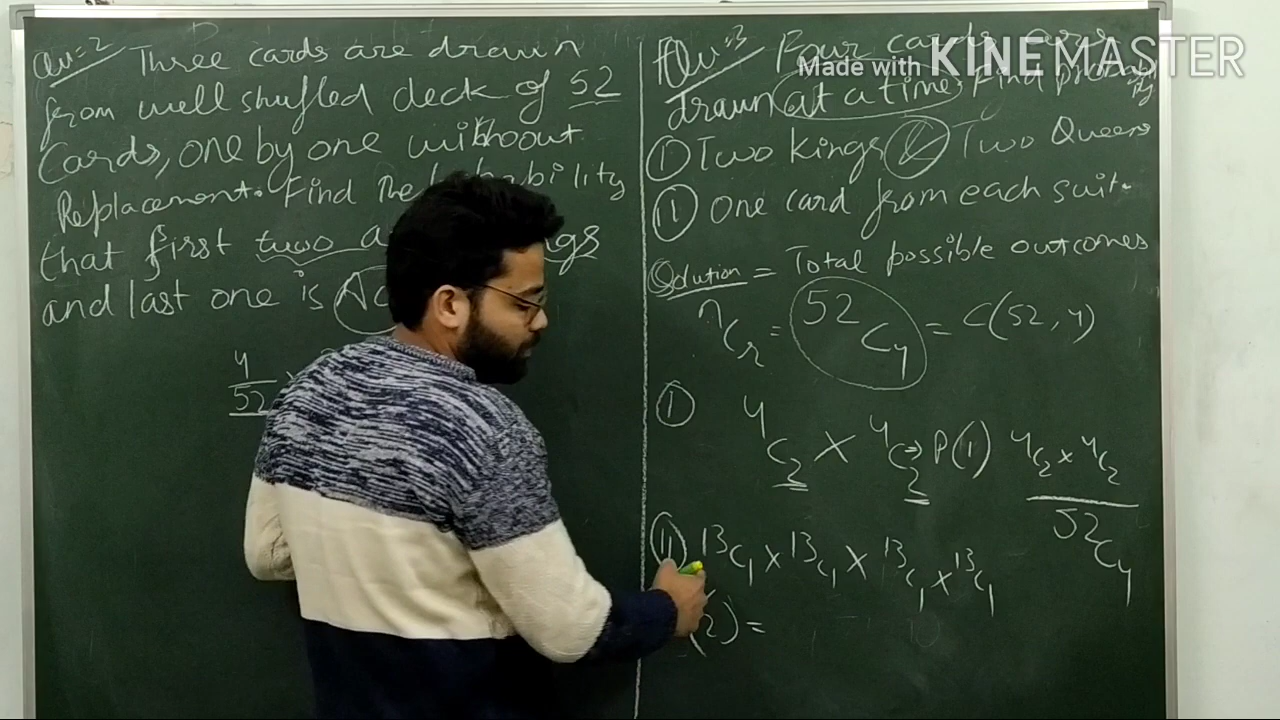 Qu=2 Three cards are drawn
from well shufled deck of 52
Cards, one by one without
Replacement. Find the
that first two
and last one is
4
52
Made with KINEMASTER
Qu=3 Four cards are
drawn at a time. Find probability
(i) Two kings & Two Queens
(ii) One card from each suit.
Solution = Total possible outcomes
nCr = 52C4 = C(52, 4)
(i) 4C2 × 4C2 → P(1) 4C2 × 4C2
52C4
(ii) 13C1 × 13C1 × 13C1 × 13C1
(2) =